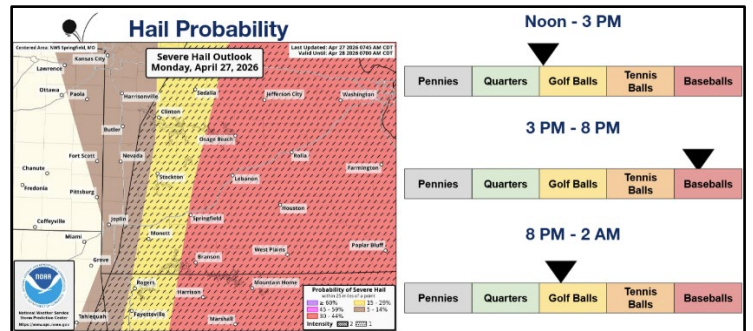 Hail Probability
Centered Area: NWS Springfield, MO
Last Updated: Apr 27 2026 0745 AM CDT
Valid Until: Apr 28 2026 0700 AM CDT
Severe Hail Outlook
Monday, April 27, 2026
Kansas City
Lawrence
Ottawa
Paola
Harrisonville
Sedalia
Jefferson City
Washington
Clinton
Butler
Osage Beach
Fort Scott
Nevada
Rolla
Farmington
Chanute
Stockton
Lebanon
Fredonia
Pittsburg
Houston
Coffeyville
Joplin
Springfield
Miami
Monett
West Plains
Poplar Bluff
Grove
Branson
Rogers
Harrison
Mountain Home
Fayetteville
Tahlequah
Marshall
NOAA
National Weather Service
Storm Prediction Center
Probability of Severe Hail
within 25 miles of a point
≥ 60%
45 - 59%
30 - 44%
15 - 29%
5 - 14%
Intensity 2 1
Noon - 3 PM
Pennies Quarters Golf Balls Tennis Balls Baseballs
3 PM - 8 PM
Pennies Quarters Golf Balls Tennis Balls Baseballs
8 PM - 2 AM
Pennies Quarters Golf Balls Tennis Balls Baseballs